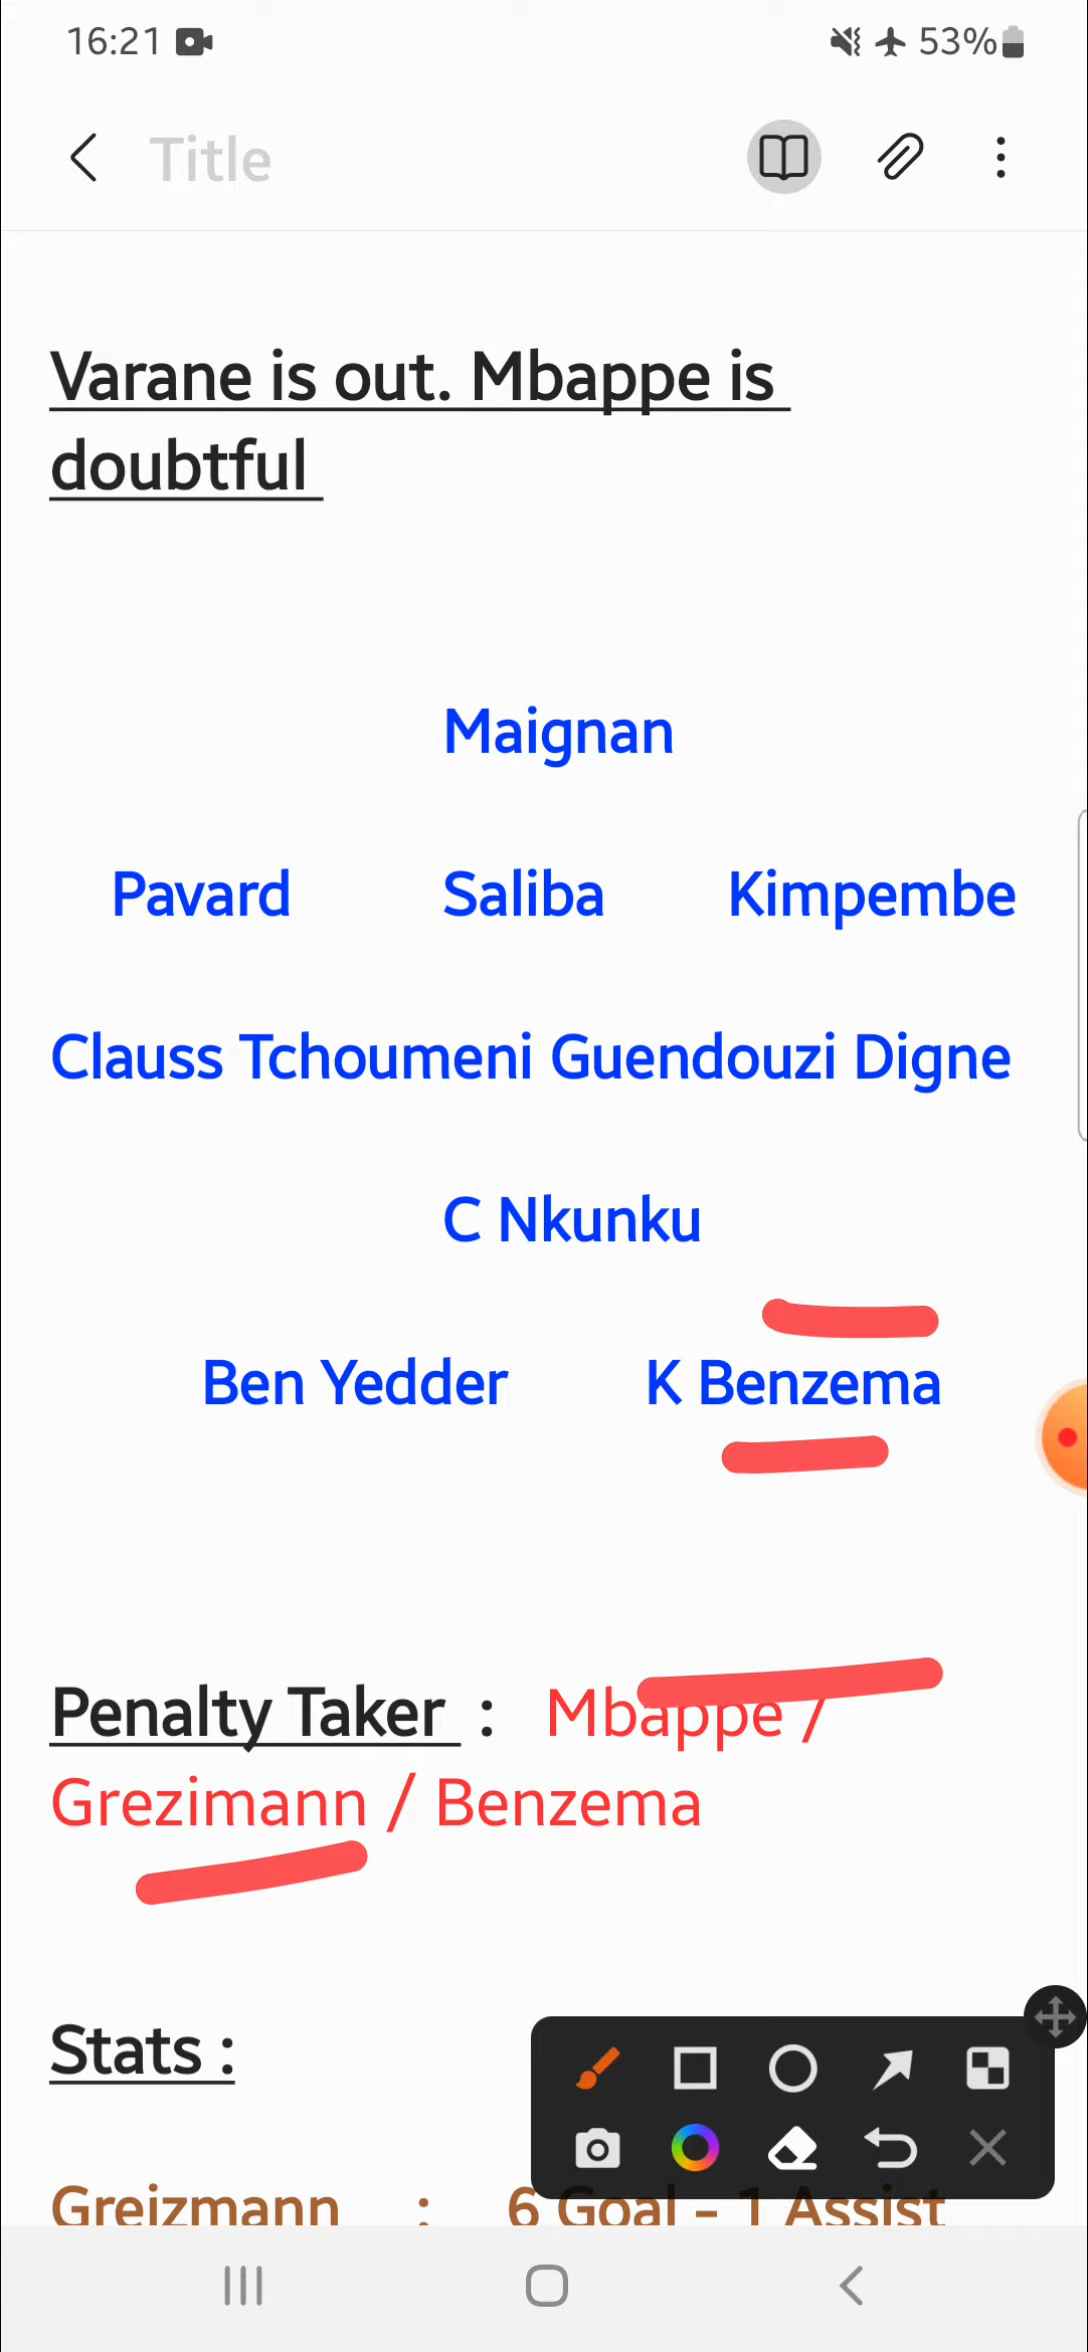 16:21 53%
Title
Varane is out. Mbappe is
doubtful
Maignan
Pavard Saliba Kimpembe
Clauss Tchoumeni Guendouzi Digne
C Nkunku
Ben Yedder K Benzema
Penalty Taker : Mbappe /
Grezimann / Benzema
Stats :
Greizmann : 6 Goal - 1 Assist